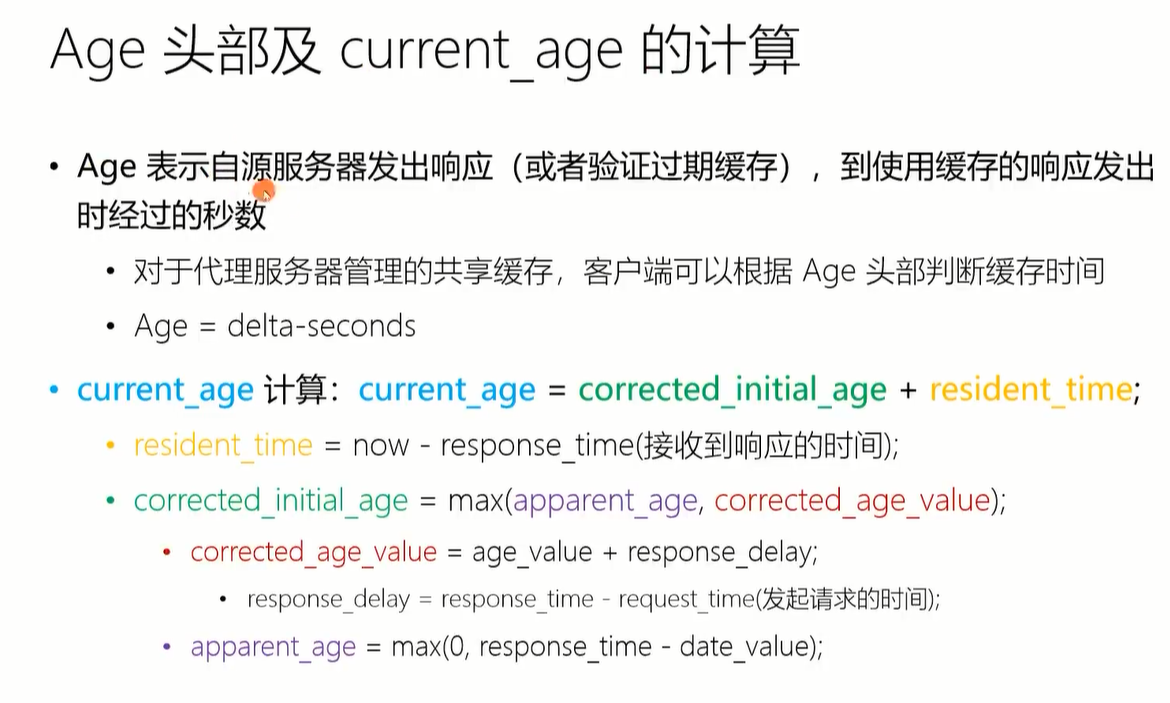 Age 头部及 current_age 的计算
• Age 表示自源服务器发出响应（或者验证过期缓存），到使用缓存的响应发出
时经过的秒数
• 对于代理服务器管理的共享缓存，客户端可以根据 Age 头部判断缓存时间
• Age = delta-seconds
• current_age 计算：current_age = corrected_initial_age + resident_time;
• resident_time = now - response_time(接收到响应的时间);
• corrected_initial_age = max(apparent_age, corrected_age_value);
• corrected_age_value = age_value + response_delay;
• response_delay = response_time - request_time(发起请求的时间);
• apparent_age = max(0, response_time - date_value);